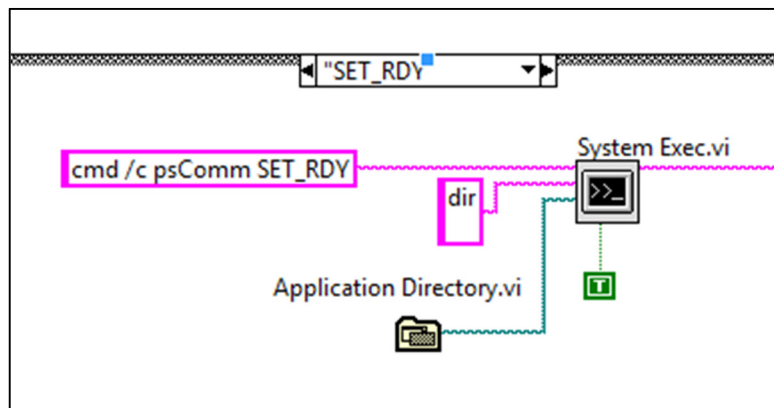 "SET_RDY
System Exec.vi
cmd /c psComm SET_RDY
dir
>>_
T
Application Directory.vi